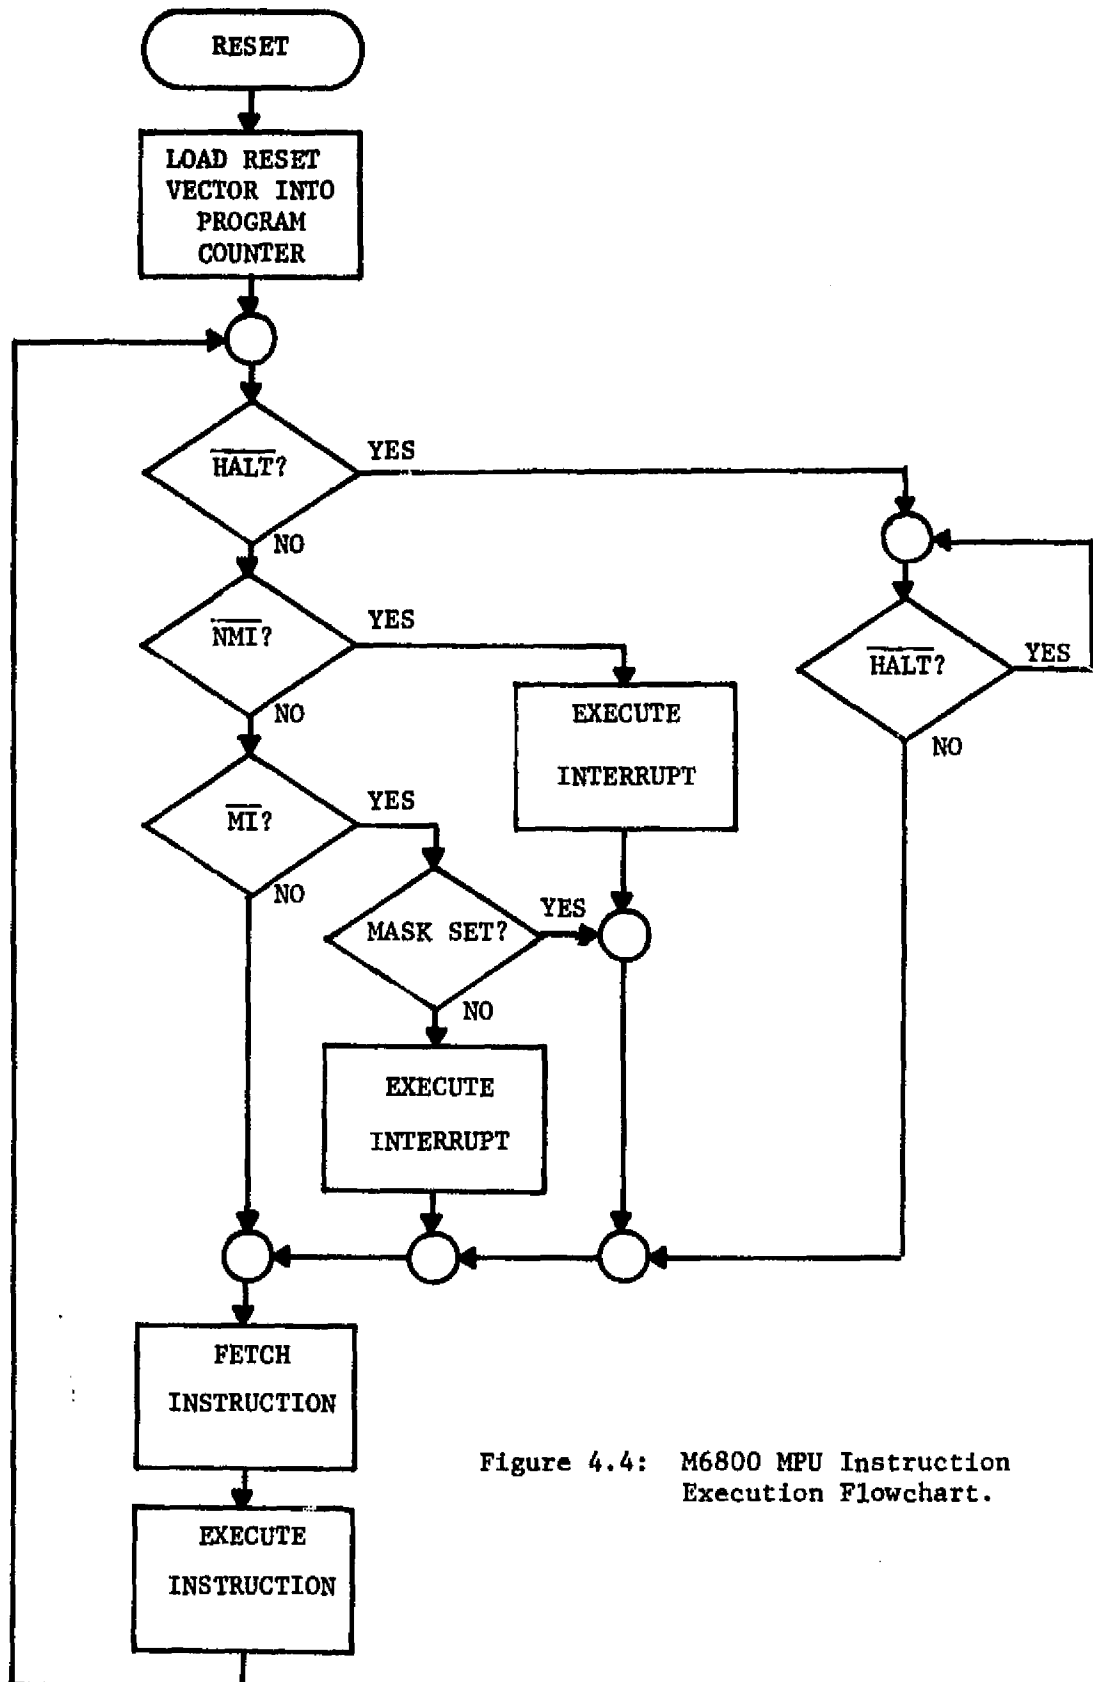 RESET
LOAD RESET
VECTOR INTO
PROGRAM
COUNTER
HALT?
YES
NO
NMI?
YES
NO
HALT?
YES
NO
EXECUTE
INTERRUPT
MI?
YES
NO
MASK SET?
YES
NO
EXECUTE
INTERRUPT
FETCH
INSTRUCTION
EXECUTE
INSTRUCTION
Figure 4.4: M6800 MPU Instruction
Execution Flowchart.